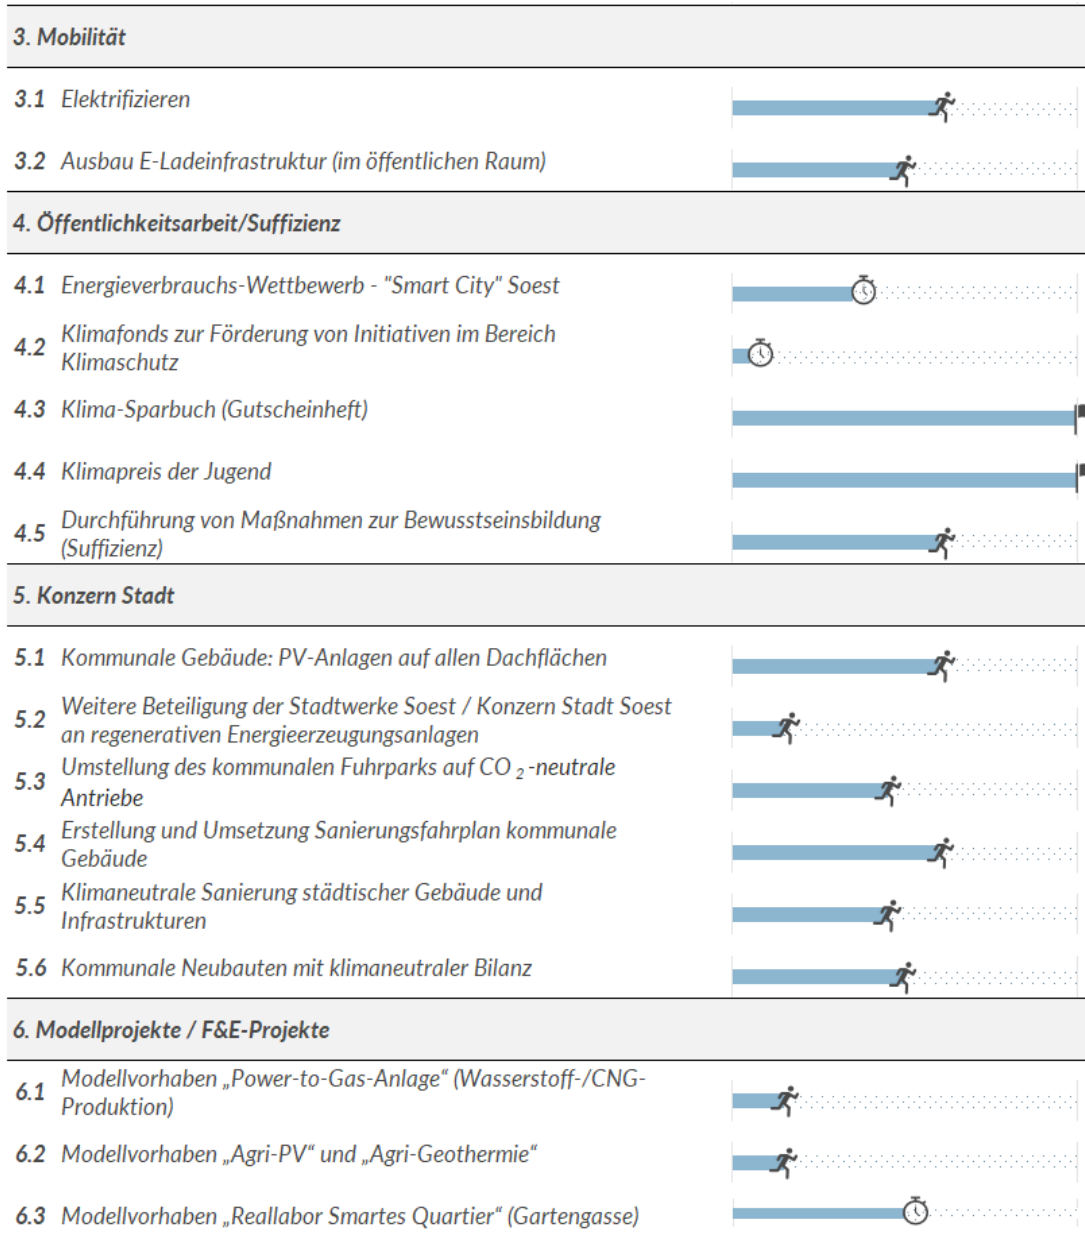 3. Mobilität
3.1 Elektrifizieren
3.2 Ausbau E-Ladeinfrastruktur (im öffentlichen Raum)
4. Öffentlichkeitsarbeit/Suffizienz
4.1 Energieverbrauchs-Wettbewerb - "Smart City" Soest
4.2 Klimafonds zur Förderung von Initiativen im Bereich
Klimaschutz
4.3 Klima-Sparbuch (Gutscheinheft)
4.4 Klimapreis der Jugend
4.5 Durchführung von Maßnahmen zur Bewusstseinsbildung
(Suffizienz)
5. Konzern Stadt
5.1 Kommunale Gebäude: PV-Anlagen auf allen Dachflächen
5.2 Weitere Beteiligung der Stadtwerke Soest / Konzern Stadt Soest
an regenerativen Energieerzeugungsanlagen
5.3 Umstellung des kommunalen Fuhrparks auf CO 2 -neutrale
Antriebe
5.4 Erstellung und Umsetzung Sanierungsfahrplan kommunale
Gebäude
5.5 Klimaneutrale Sanierung städtischer Gebäude und
Infrastrukturen
5.6 Kommunale Neubauten mit klimaneutraler Bilanz
6. Modellprojekte / F&E-Projekte
6.1 Modellvorhaben „Power-to-Gas-Anlage“ (Wasserstoff-/CNG-
Produktion)
6.2 Modellvorhaben „Agri-PV“ und „Agri-Geothermie“
6.3 Modellvorhaben „Reallabor Smartes Quartier“ (Gartengasse)